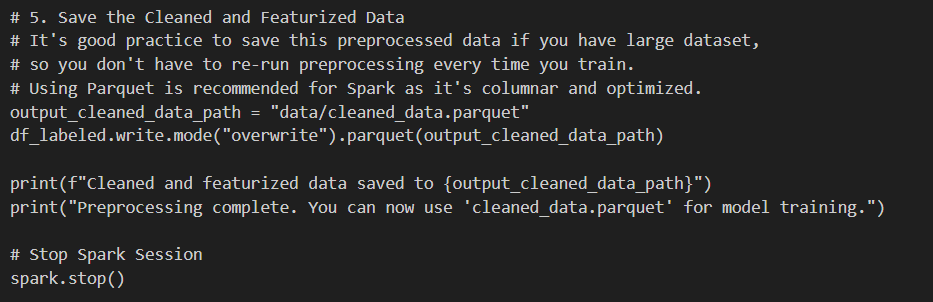 # 5. Save the Cleaned and Featurized Data
# It's good practice to save this preprocessed data if you have large dataset,
# so you don't have to re-run preprocessing every time you train.
# Using Parquet is recommended for Spark as it's columnar and optimized.
output_cleaned_data_path = "data/cleaned_data.parquet"
df_labeled.write.mode("overwrite").parquet(output_cleaned_data_path)

print(f"Cleaned and featurized data saved to {output_cleaned_data_path}")
print("Preprocessing complete. You can now use 'cleaned_data.parquet' for model training.")

# Stop Spark Session
spark.stop()